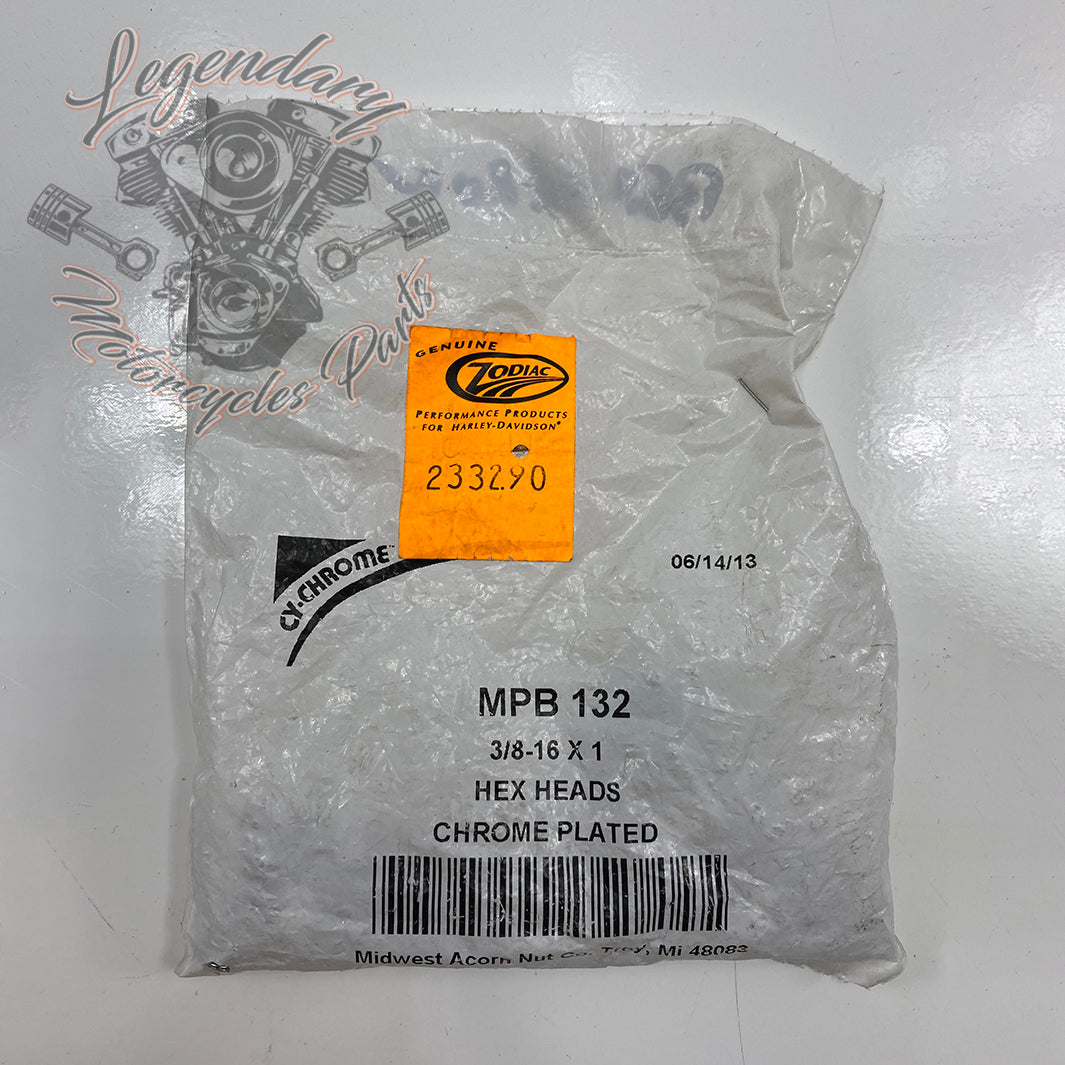 Legendary
Motorcycles Parts
GENUINE
ZODIAC
PERFORMANCE PRODUCTS
FOR HARLEY-DAVIDSON®
233290
CY-CHROME™
06/14/13
MPB 132
3/8-16 X 1
HEX HEADS
CHROME PLATED
Midwest Acorn Nut Co. Troy, Mi 48083